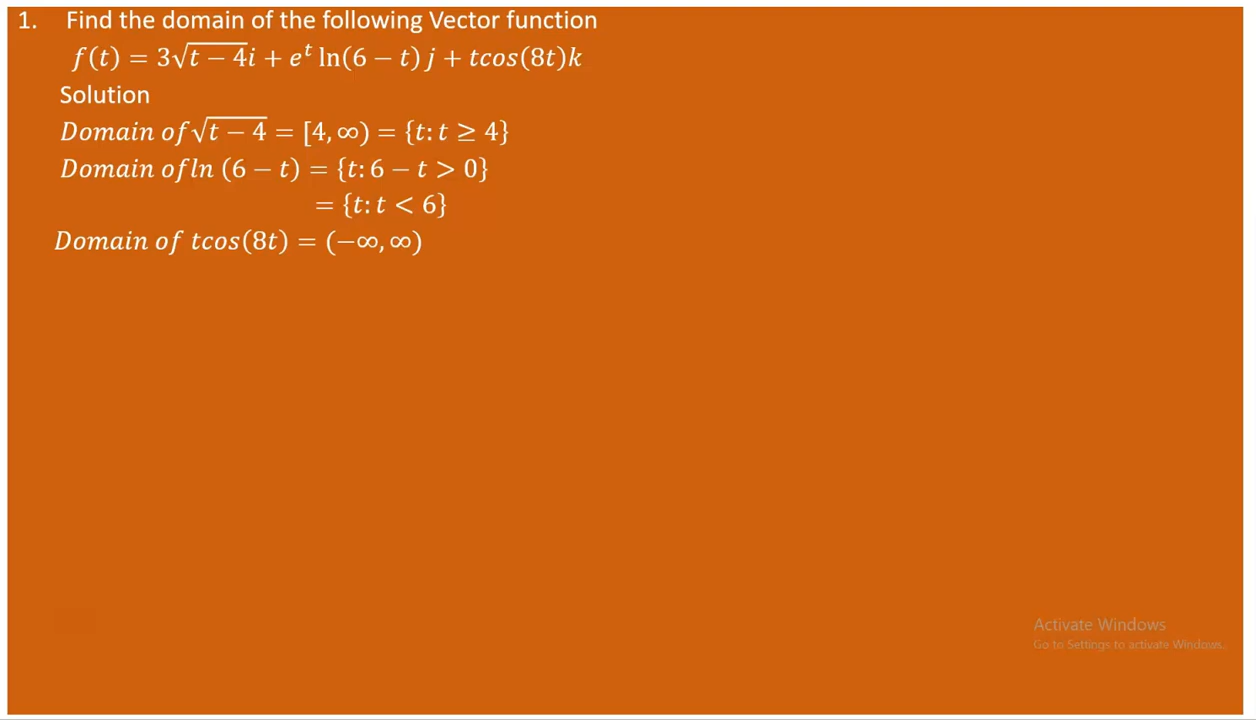 1. Find the domain of the following Vector function
f(t) = 3√(t − 4)i + e^t ln(6 − t) j + tcos(8t)k
Solution
Domain of √(t − 4) = [4, ∞) = {t: t ≥ 4}
Domain of ln (6 − t) = {t: 6 − t > 0}
= {t: t < 6}
Domain of tcos(8t) = (−∞, ∞)
Activate Windows
Go to Settings to activate Windows.